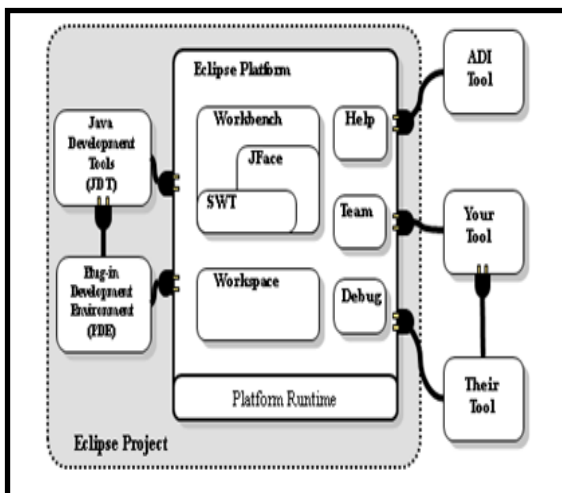 Eclipse Platform
ADI
Tool
Java
Development
Tools
(JDT)
Workbench
JFace
SWT
Help
Team
Your
Tool
Plug-in
Development
Environment
(PDE)
Workspace
Debug
Their
Tool
Platform Runtime
Eclipse Project